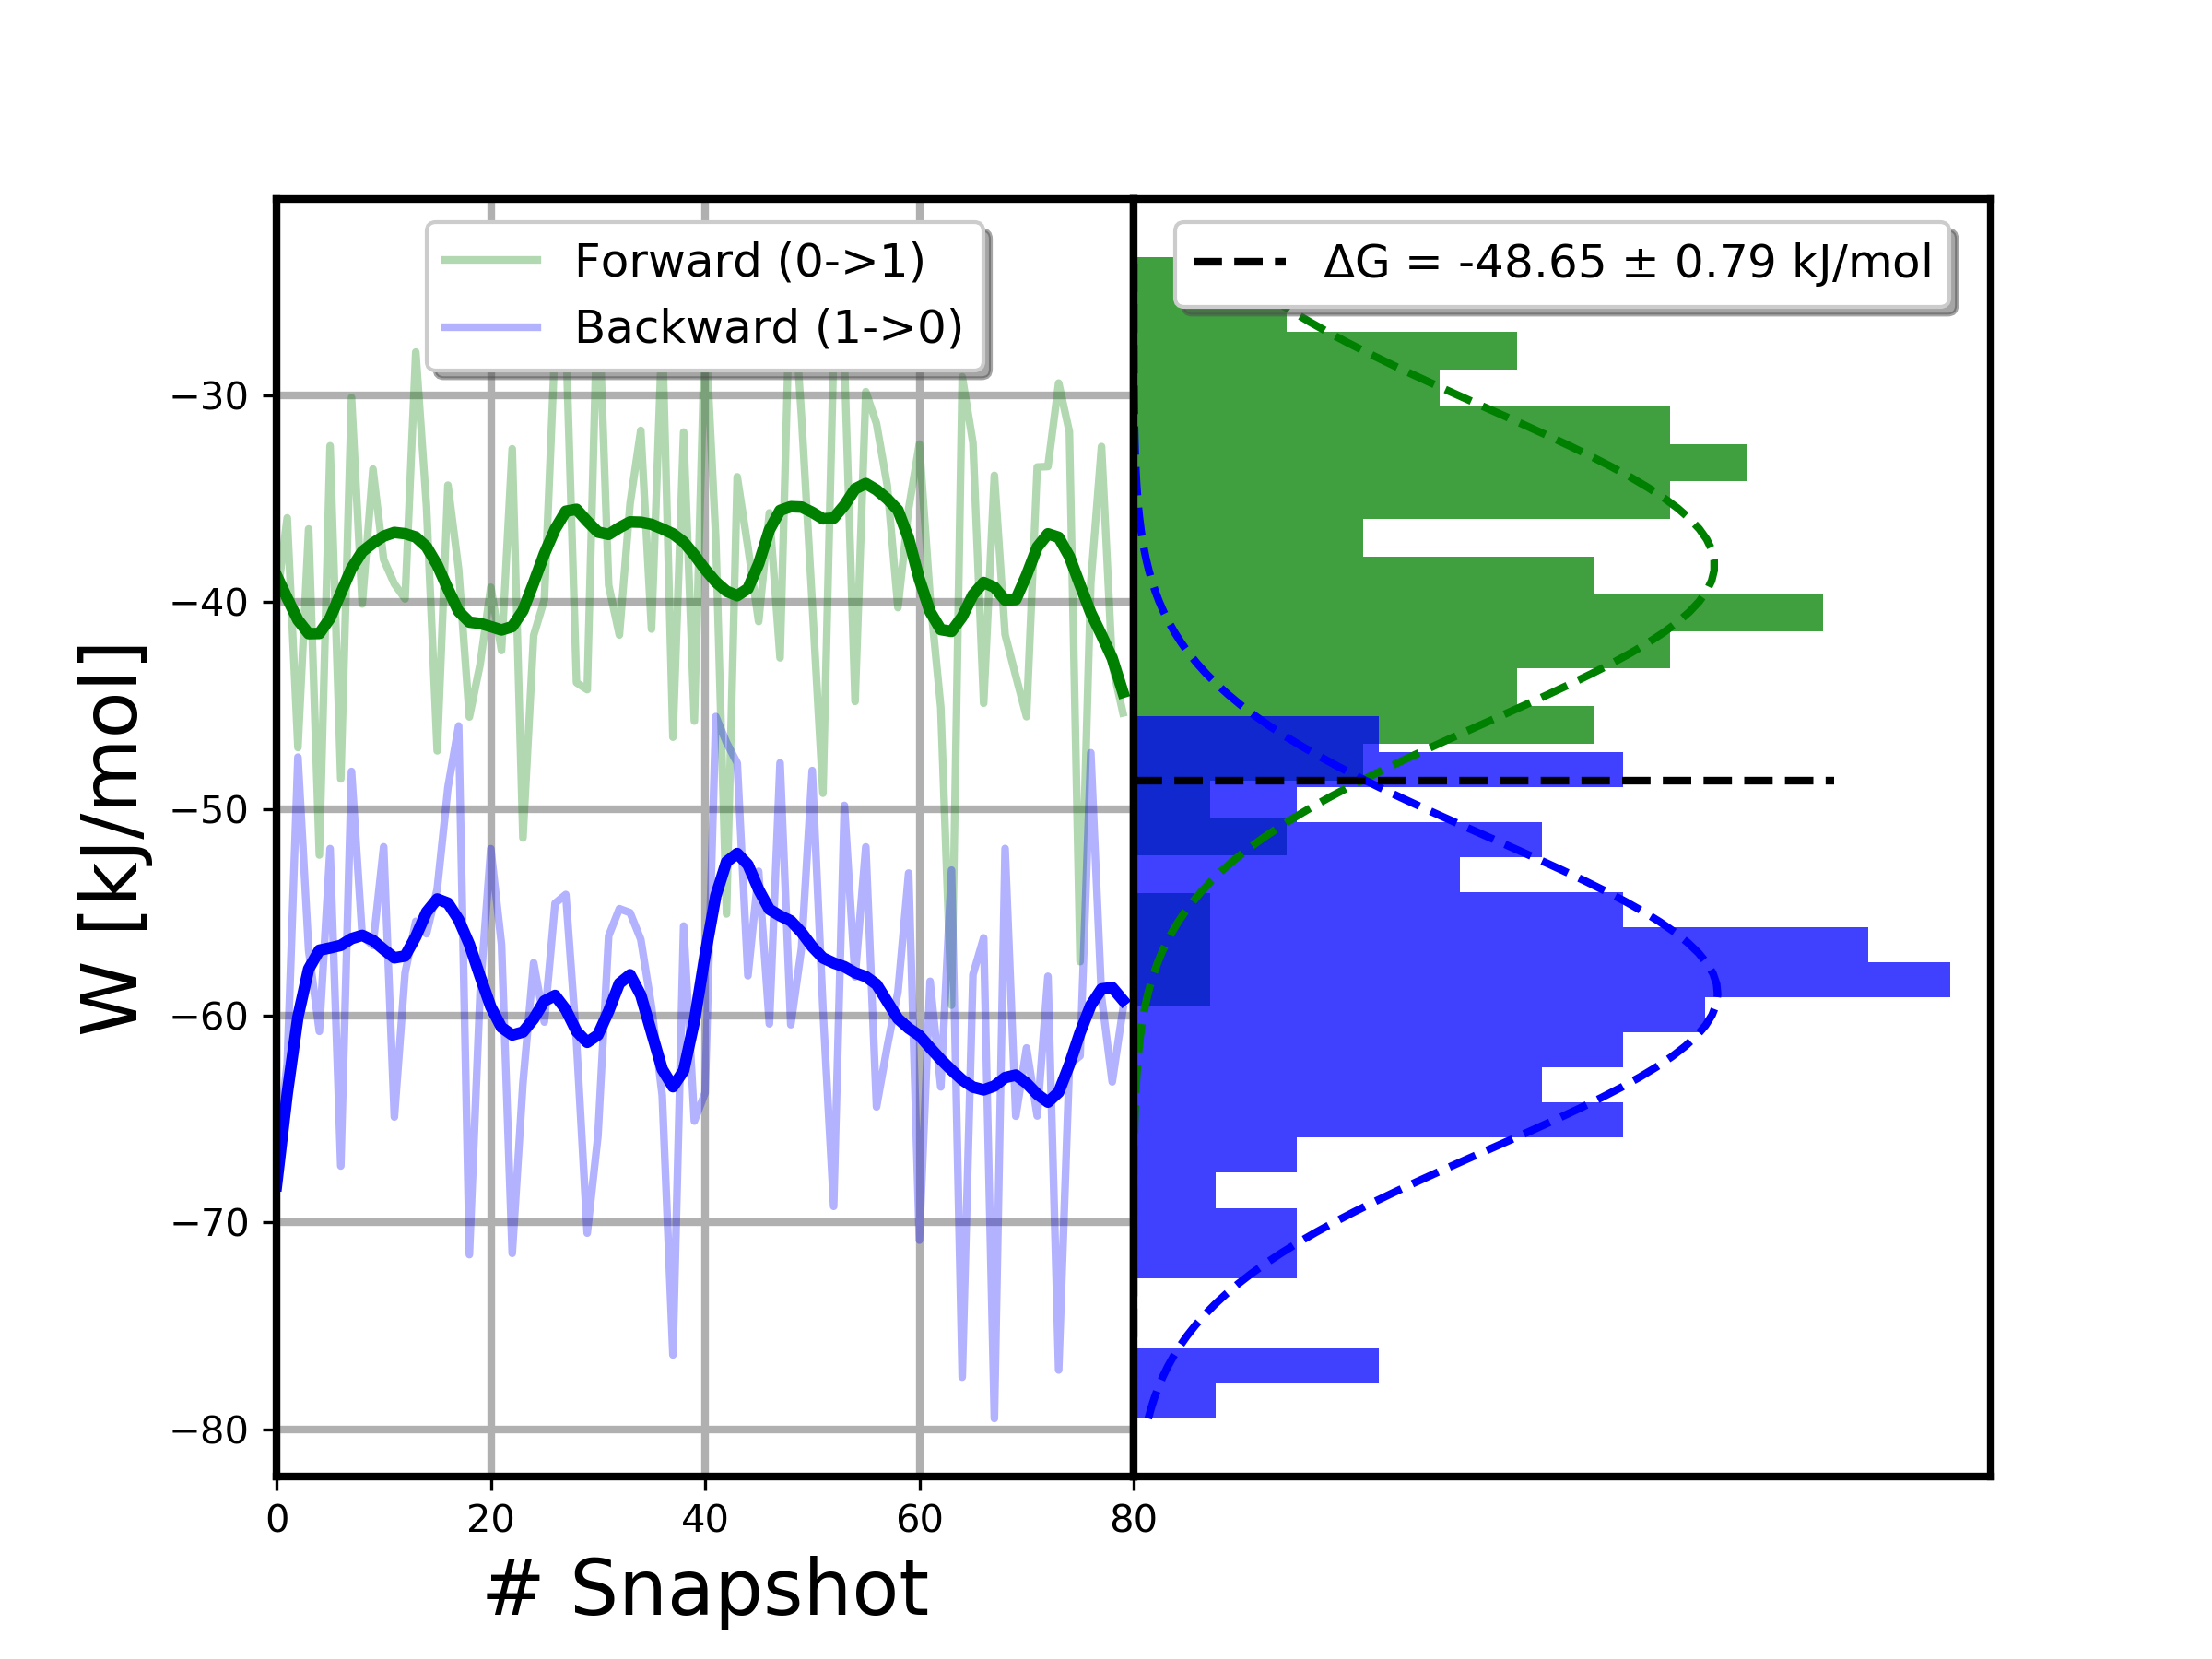 Forward (0->1)
Backward (1->0)
ΔG = -48.65 ± 0.79 kJ/mol
W [kJ/mol]
−30
−40
−50
−60
−70
−80
0 20 40 60 80
# Snapshot